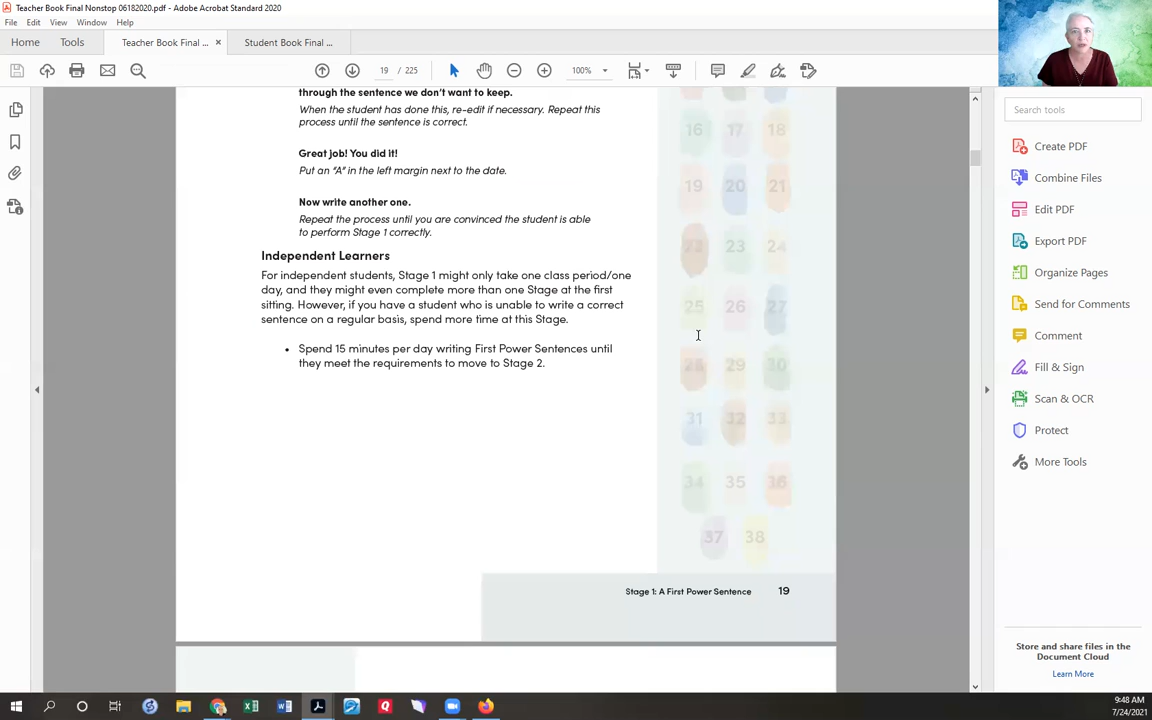 Teacher Book Final Nonstop 06182020.pdf - Adobe Acrobat Standard 2020
File Edit View Window Help
Home Tools Teacher Book Final ... × Student Book Final ...
19 / 225 100%
through the sentence we don't want to keep.
When the student has done this, re-edit if necessary. Repeat this
process until the sentence is correct.
Great job! You did it!
Put an "A" in the left margin next to the date.
Now write another one.
Repeat the process until you are convinced the student is able
to perform Stage 1 correctly.
Independent Learners
For independent students, Stage 1 might only take one class period/one
day, and they might even complete more than one Stage at the first
sitting. However, if you have a student who is unable to write a correct
sentence on a regular basis, spend more time at this Stage.
• Spend 15 minutes per day writing First Power Sentences until
they meet the requirements to move to Stage 2.
16 17 18
19 20 21
22 23 24
25 26 27
28 29 30
31 32 33
34 35 36
37 38
Stage 1: A First Power Sentence 19
Search tools
Create PDF
Combine Files
Edit PDF
Export PDF
Organize Pages
Send for Comments
Comment
Fill & Sign
Scan & OCR
Protect
More Tools
Store and share files in the
Document Cloud
Learn More
9:48 AM
7/24/2021